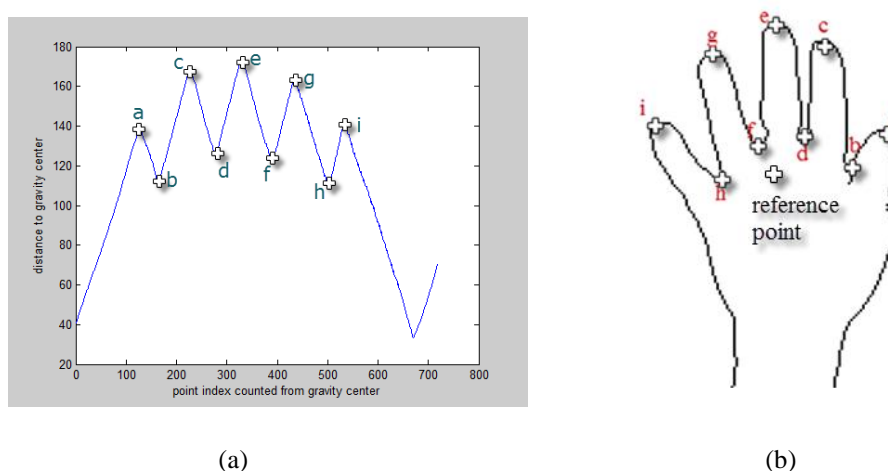 180
160
140
120
100
80
60
40
20
0
100
200
300
400
500
600
700
800
distance to gravity center
point index counted from gravity center
a
b
c
d
e
f
g
h
i
(a)
e
c
g
i
f
d
b
h
reference
point
(b)